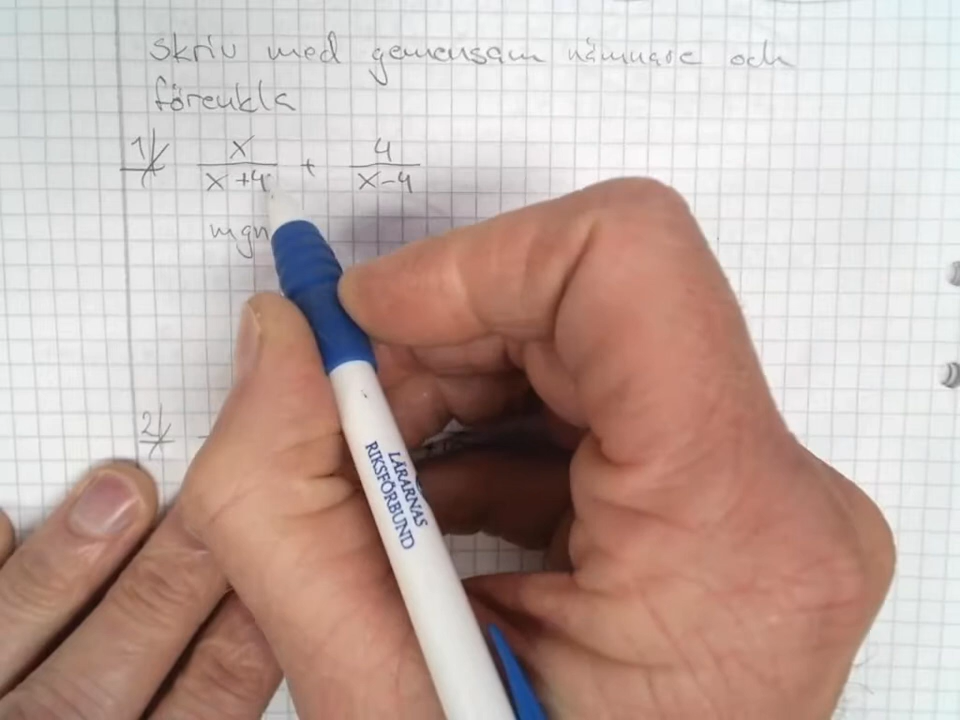 Skriv med gemensam nämnare och
förenkla
1/ x/(x+4) + 4/(x-4)
mgn
2/
LÄRARNAS
RIKSFÖRBUND